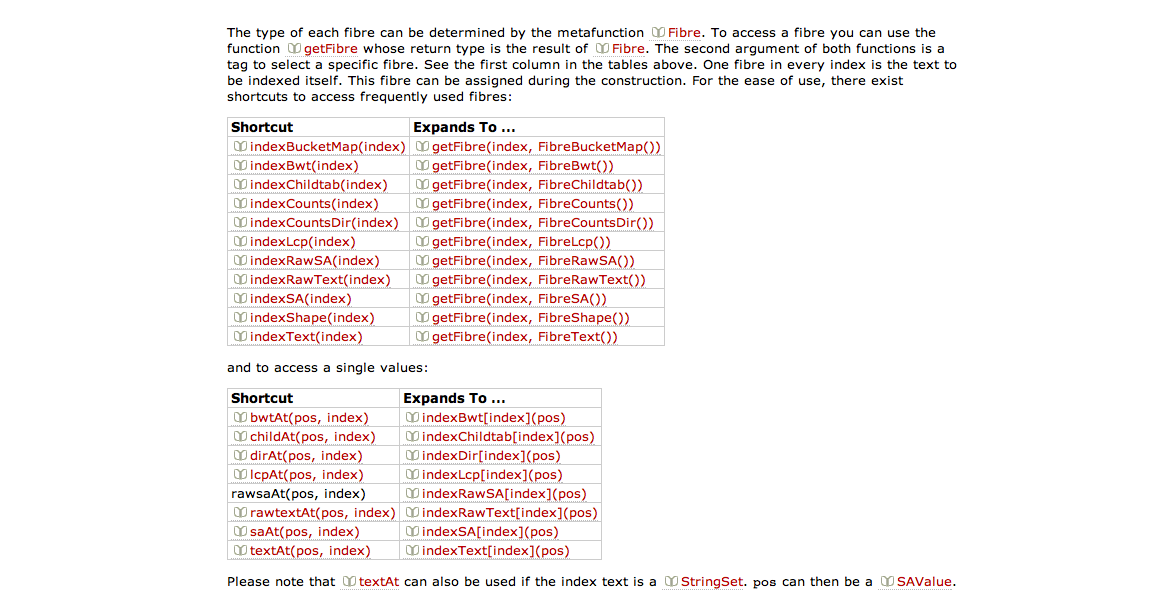 The type of each fibre can be determined by the metafunction Fibre. To access a fibre you can use the
function getFibre whose return type is the result of Fibre. The second argument of both functions is a
tag to select a specific fibre. See the first column in the tables above. One fibre in every index is the text to
be indexed itself. This fibre can be assigned during the construction. For the ease of use, there exist
shortcuts to access frequently used fibres:
Shortcut Expands To ...
indexBucketMap(index) getFibre(index, FibreBucketMap())
indexBwt(index) getFibre(index, FibreBwt())
indexChildtab(index) getFibre(index, FibreChildtab())
indexCounts(index) getFibre(index, FibreCounts())
indexCountsDir(index) getFibre(index, FibreCountsDir())
indexLcp(index) getFibre(index, FibreLcp())
indexRawSA(index) getFibre(index, FibreRawSA())
indexRawText(index) getFibre(index, FibreRawText())
indexSA(index) getFibre(index, FibreSA())
indexShape(index) getFibre(index, FibreShape())
indexText(index) getFibre(index, FibreText())
and to access a single values:
Shortcut Expands To ...
bwtAt(pos, index) indexBwt[index](pos)
childAt(pos, index) indexChildtab[index](pos)
dirAt(pos, index) indexDir[index](pos)
lcpAt(pos, index) indexLcp[index](pos)
rawsaAt(pos, index) indexRawSA[index](pos)
rawtextAt(pos, index) indexRawText[index](pos)
saAt(pos, index) indexSA[index](pos)
textAt(pos, index) indexText[index](pos)
Please note that textAt can also be used if the index text is a StringSet. pos can then be a SAValue.